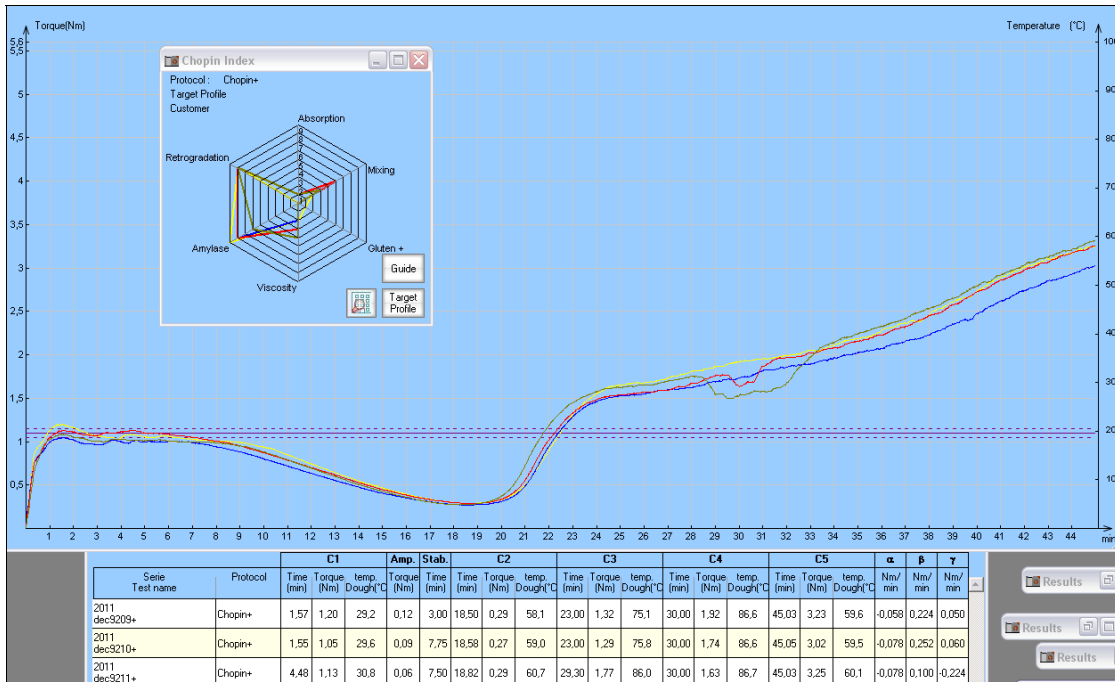 Torque(Nm)
Temperature (°C)
5,6
5,5
5
4,5
4
3,5
3
2,5
2
1,5
1
0,5
100
90
80
70
60
50
40
30
20
10
Chopin Index
Protocol : Chopin+
Target Profile
Customer
Absorption
Retrogradation
Mixing
Amylase
Gluten +
Viscosity
Guide
Target
Profile
1 2 3 4 5 6 7 8 9 10 11 12 13 14 15 16 17 18 19 20 21 22 23 24 25 26 27 28 29 30 31 32 33 34 35 36 37 38 39 40 41 42 43 44 min
C1 Amp. Stab. C2 C3 C4 C5 α β γ
Serie
Test name
Protocol
Time (min) Torque (Nm) temp. Dough(°C Torque (Nm) Time (min) Time (min) Torque (Nm) temp. Dough(°C Time (min) Torque (Nm) temp. Dough(°C Time (min) Torque (Nm) temp. Dough(°C Time (min) Torque (Nm) temp. Dough(°C Nm/ min Nm/ min Nm/ min
2011
dec9209+ Chopin+ 1,57 1,20 29,2 0,12 3,00 18,50 0,29 58,1 23,00 1,32 75,1 30,00 1,92 86,6 45,03 3,23 59,6 -0,058 0,224 0,050
2011
dec9210+ Chopin+ 1,55 1,05 29,6 0,09 7,75 18,58 0,27 59,0 23,00 1,29 75,8 30,00 1,74 86,6 45,05 3,02 59,5 -0,078 0,252 0,060
2011
dec9211+ Chopin+ 4,48 1,13 30,8 0,06 7,50 18,82 0,29 60,7 29,30 1,77 86,0 30,00 1,63 86,7 45,03 3,25 60,1 -0,078 0,100 -0,224
Results
Results
Results